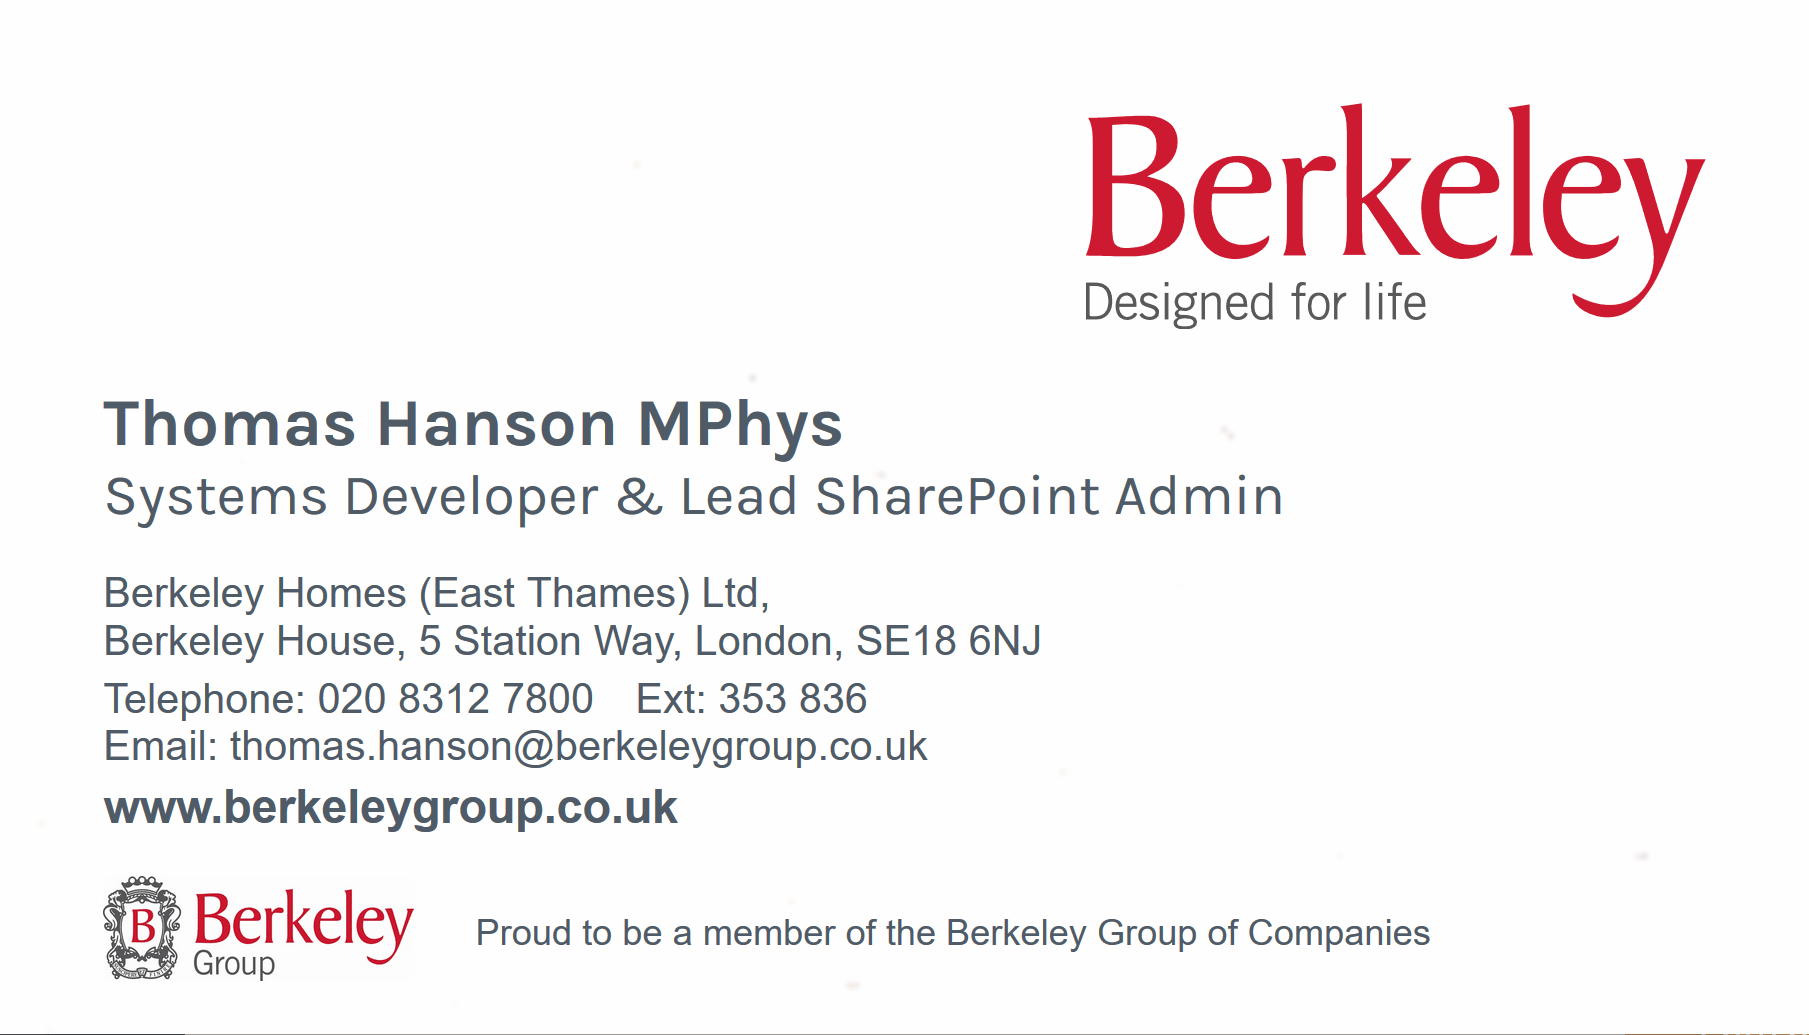 Berkeley
Designed for life
Thomas Hanson MPhys
Systems Developer & Lead SharePoint Admin
Berkeley Homes (East Thames) Ltd,
Berkeley House, 5 Station Way, London, SE18 6NJ
Telephone: 020 8312 7800 Ext: 353 836
Email: thomas.hanson@berkeleygroup.co.uk
www.berkeleygroup.co.uk
B
Berkeley
Group
Proud to be a member of the Berkeley Group of Companies